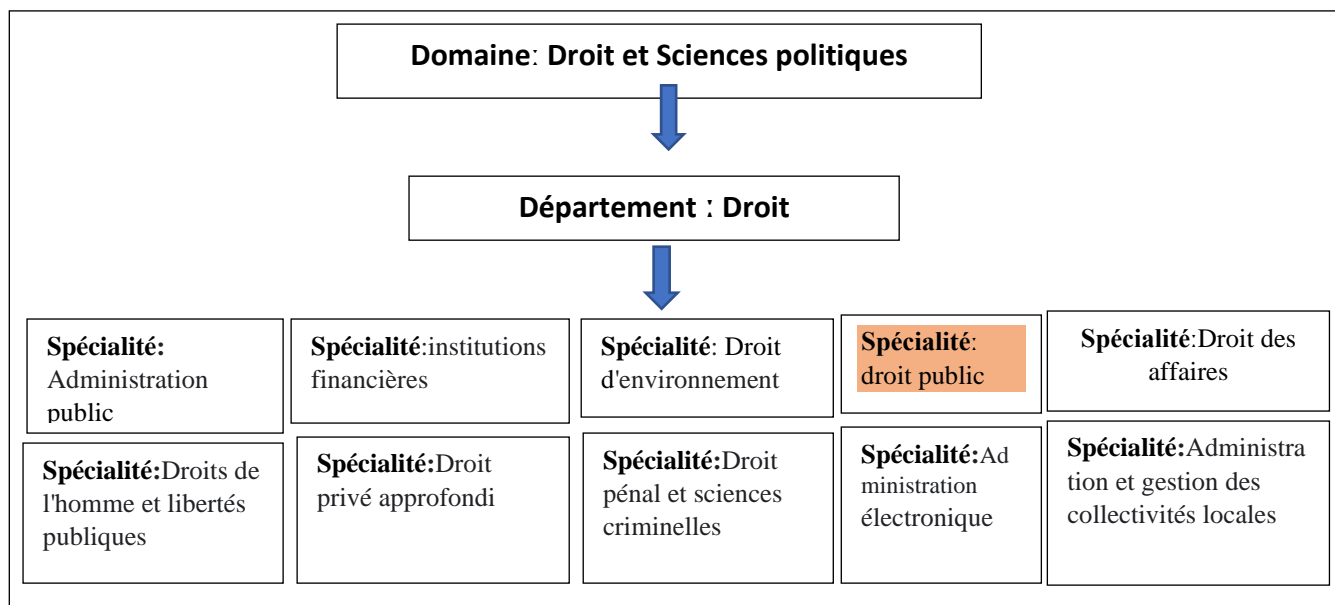 Domaine: Droit et Sciences politiques
Département : Droit
Spécialité:
Administration
public
Spécialité:institutions
financières
Spécialité: Droit
d'environnement
Spécialité:
droit public
Spécialité:Droit des
affaires
Spécialité:Droits de
l'homme et libertés
publiques
Spécialité:Droit
privé approfondi
Spécialité:Droit
pénal et sciences
criminelles
Spécialité:Ad
ministration
électronique
Spécialité:Administra
tion et gestion des
collectivités locales